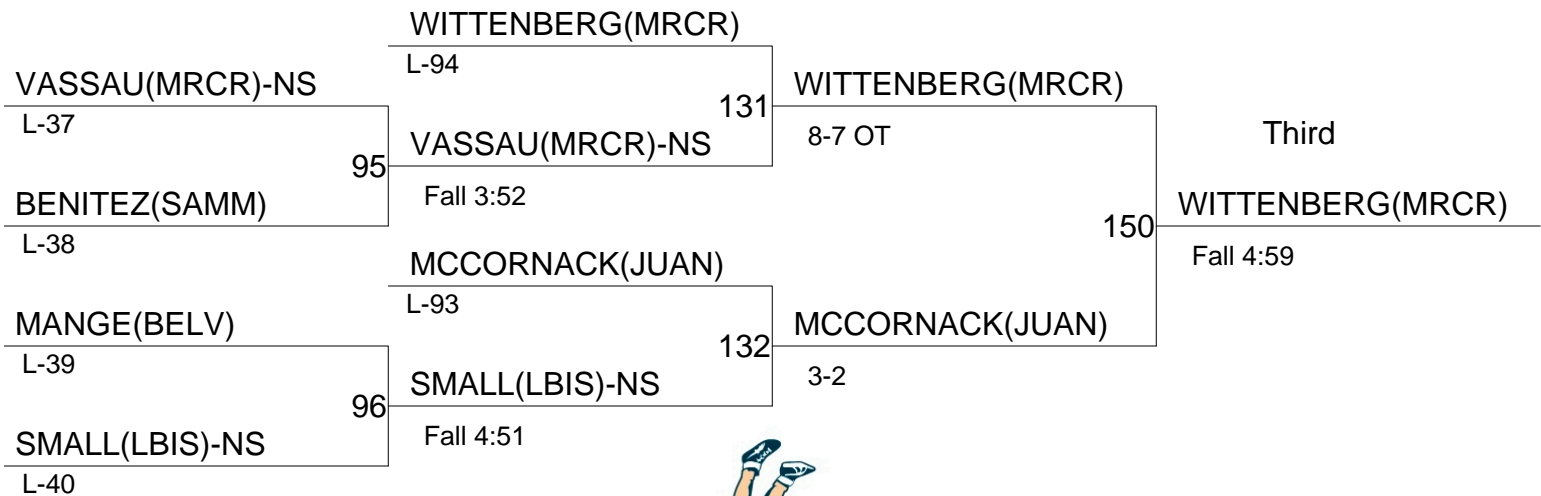 WITTENBERG(MRCR)
L-94
VASSAU(MRCR)-NS
WITTENBERG(MRCR)
131
L-37
8-7 OT
Third
VASSAU(MRCR)-NS
95
BENITEZ(SAMM)
Fall 3:52
WITTENBERG(MRCR)
150
L-38
Fall 4:59
MCCORNACK(JUAN)
L-93
MANGE(BELV)
MCCORNACK(JUAN)
132
L-39
3-2
SMALL(LBIS)-NS
96
SMALL(LBIS)-NS
Fall 4:51
L-40